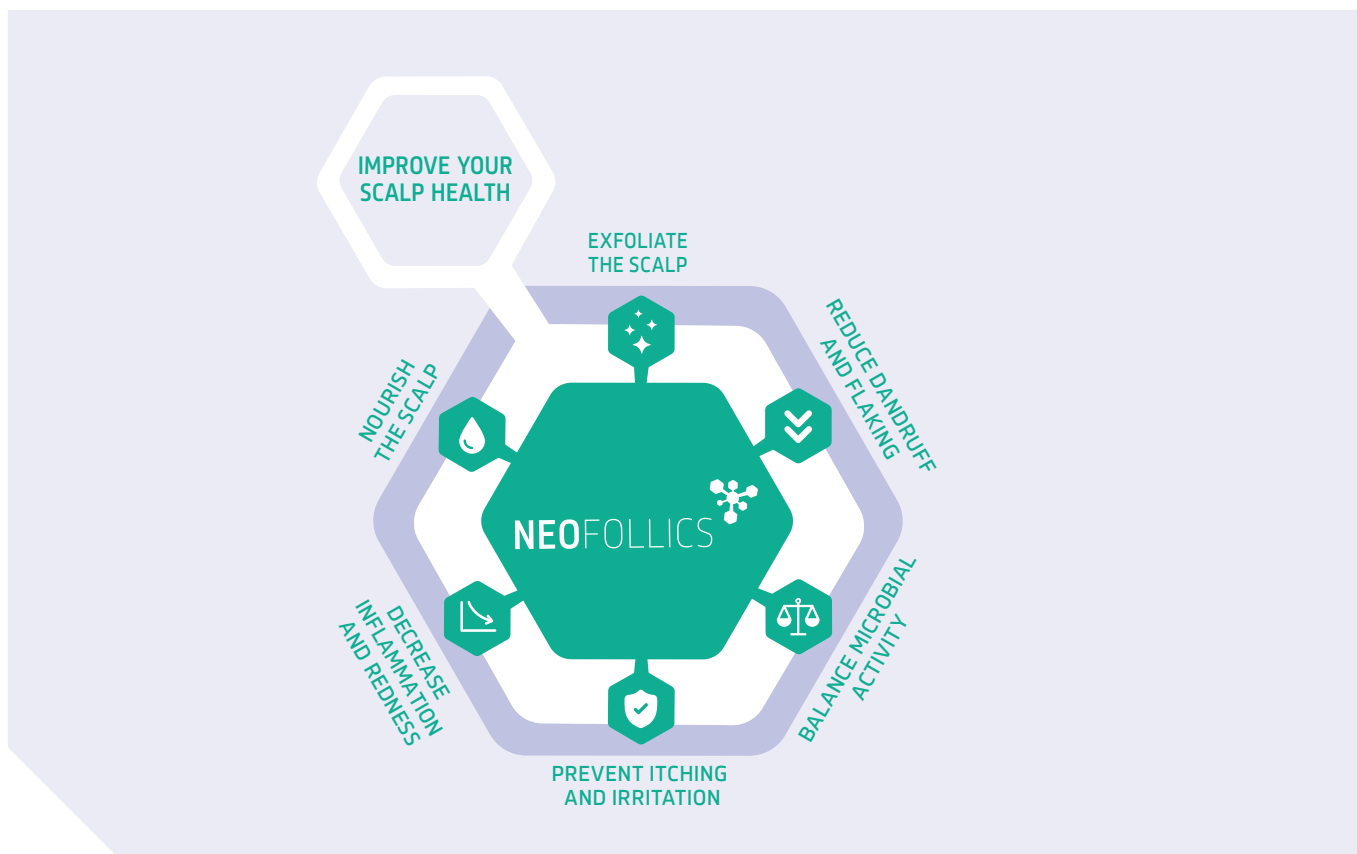 IMPROVE YOUR
SCALP HEALTH
EXFOLIATE
THE SCALP
REDUCE DANDRUFF
AND FLAKING
BALANCE MICROBIAL
ACTIVITY
PREVENT ITCHING
AND IRRITATION
DECREASE
INFLAMMATION
AND REDNESS
NOURISH
THE SCALP
NEOFOLLICS